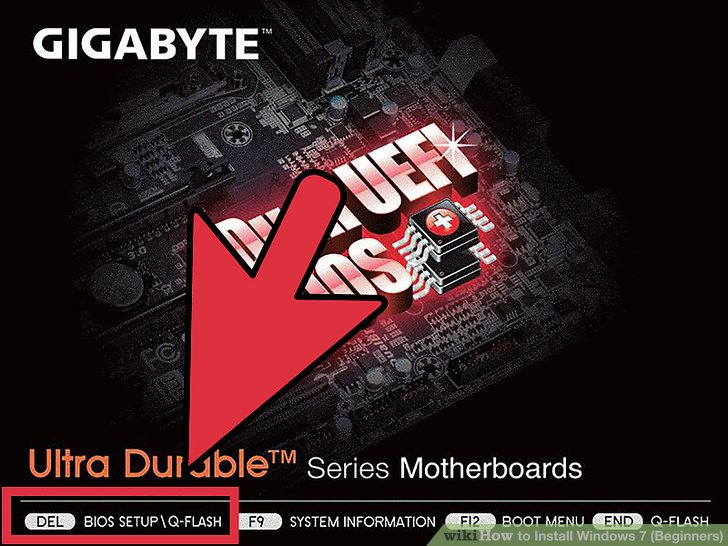 GIGABYTE™
UEFI
Ultra Durable™ Series Motherboards
DEL BIOS SETUP\Q-FLASH F9 SYSTEM INFORMATION F12 BOOT MENU END Q-FLASH
wikiHow to Install Windows 7 (Beginners)